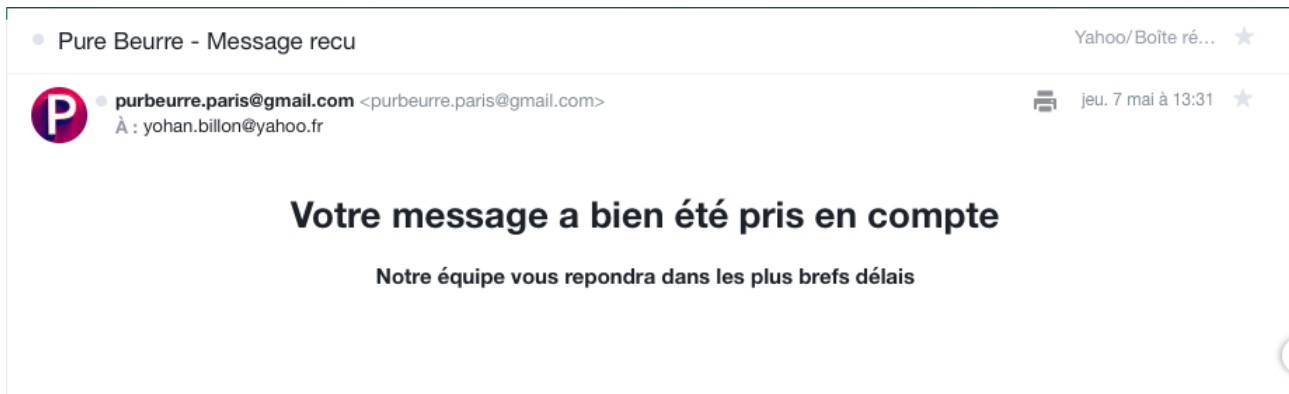 Pure Beurre - Message recu
Yahoo/Boîte ré...
P
purbeurre.paris@gmail.com <purbeurre.paris@gmail.com>
jeu. 7 mai à 13:31
À : yohan.billon@yahoo.fr
Votre message a bien été pris en compte
Notre équipe vous repondra dans les plus brefs délais